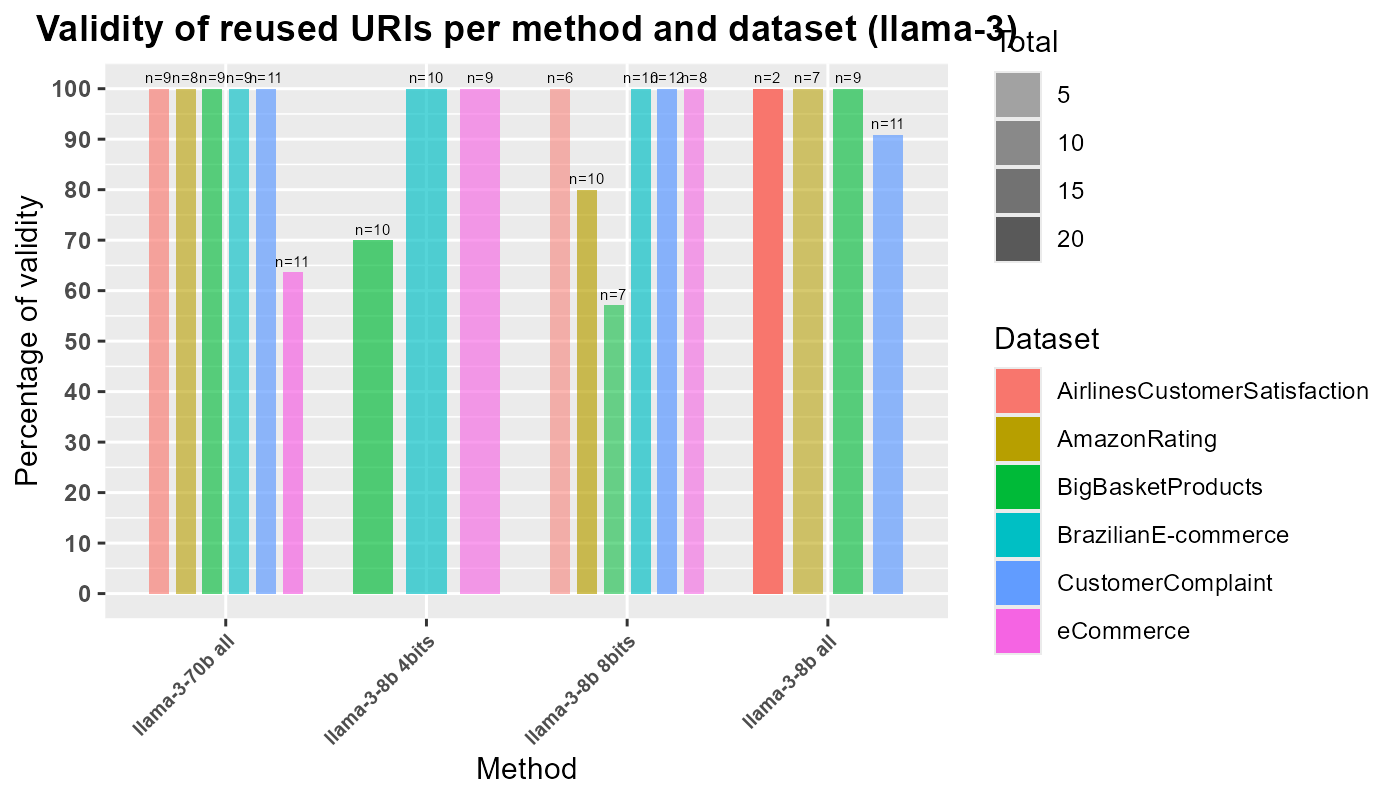 Validity of reused URIs per method and dataset (llama-3)
Percentage of validity
100
90
80
70
60
50
40
30
20
10
0
n=9 n=8 n=9 n=9 n=11
n=11
n=10
n=10 n=9
n=6
n=10
n=7
n=10 n=12 n=8
n=2 n=7 n=9
n=11
llama-3-70b all
llama-3-8b 4bits
llama-3-8b 8bits
llama-3-8b all
Method
Total
5
10
15
20
Dataset
AirlinesCustomerSatisfaction
AmazonRating
BigBasketProducts
BrazilianE-commerce
CustomerComplaint
eCommerce